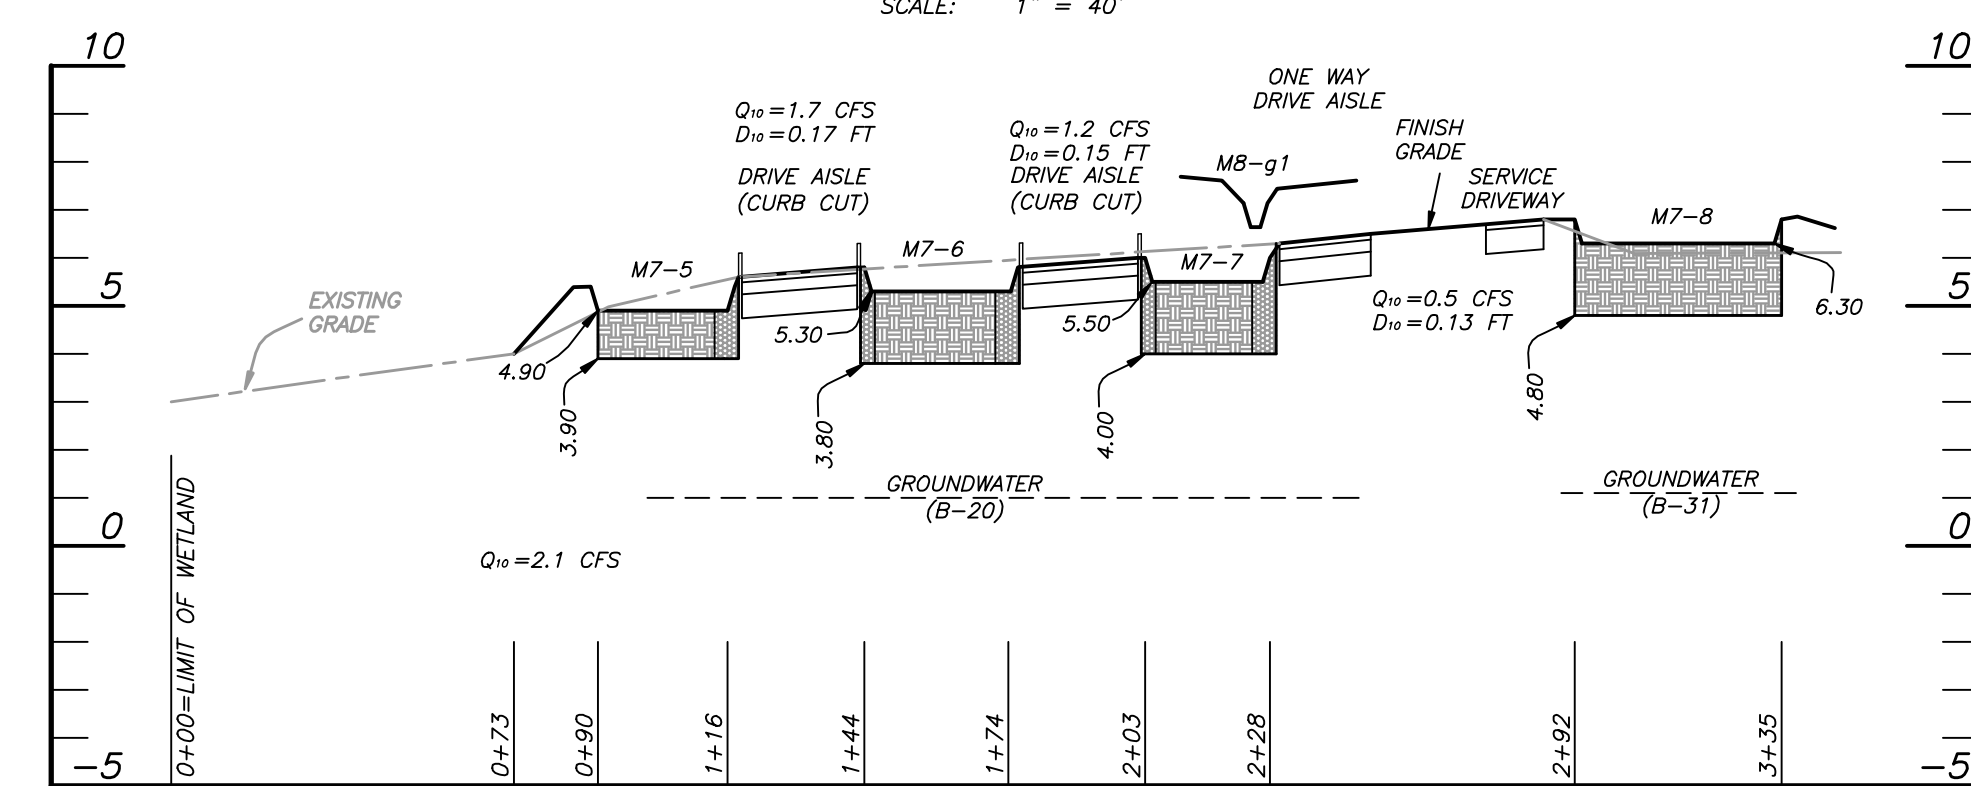 SCALE: 1" = 40'
10
10
ONE WAY
DRIVE AISLE
Q10=1.7 CFS
D10=0.17 FT
DRIVE AISLE
(CURB CUT)
Q10=1.2 CFS
D10=0.15 FT
DRIVE AISLE
(CURB CUT)
M8-g1
FINISH
GRADE
SERVICE
DRIVEWAY
M7-5
M7-6
M7-7
M7-8
5
5
EXISTING
GRADE
4.90
5.30
5.50
Q10=0.5 CFS
D10=0.13 FT
6.30
3.90
3.80
4.00
4.80
GROUNDWATER
(B-20)
GROUNDWATER
(B-31)
0
0
Q10=2.1 CFS
0+00=LIMIT OF WETLAND
0+73
0+90
1+16
1+44
1+74
2+03
2+28
2+92
3+35
-5
-5